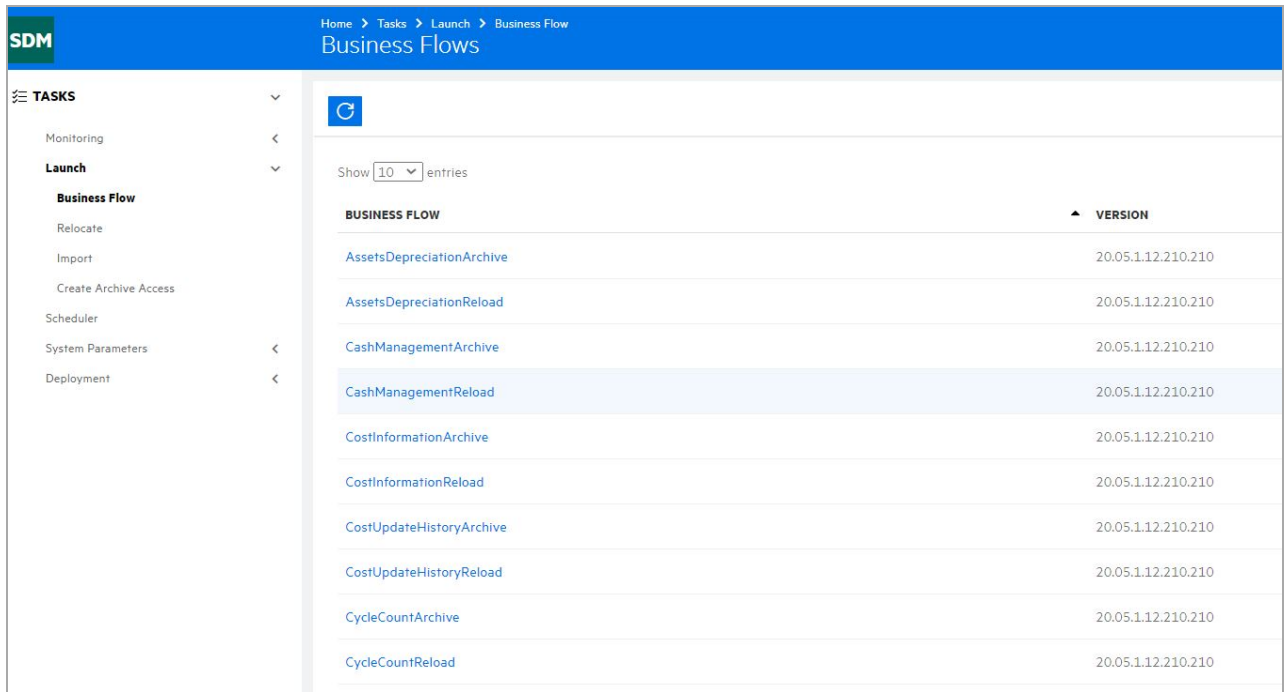 SDM
Home > Tasks > Launch > Business Flow
Business Flows
TASKS
Monitoring
Launch
Business Flow
Relocate
Import
Create Archive Access
Scheduler
System Parameters
Deployment
Show 10 entries
BUSINESS FLOW VERSION
AssetsDepreciationArchive 20.05.1.12.210.210
AssetsDepreciationReload 20.05.1.12.210.210
CashManagementArchive 20.05.1.12.210.210
CashManagementReload 20.05.1.12.210.210
CostInformationArchive 20.05.1.12.210.210
CostInformationReload 20.05.1.12.210.210
CostUpdateHistoryArchive 20.05.1.12.210.210
CostUpdateHistoryReload 20.05.1.12.210.210
CycleCountArchive 20.05.1.12.210.210
CycleCountReload 20.05.1.12.210.210